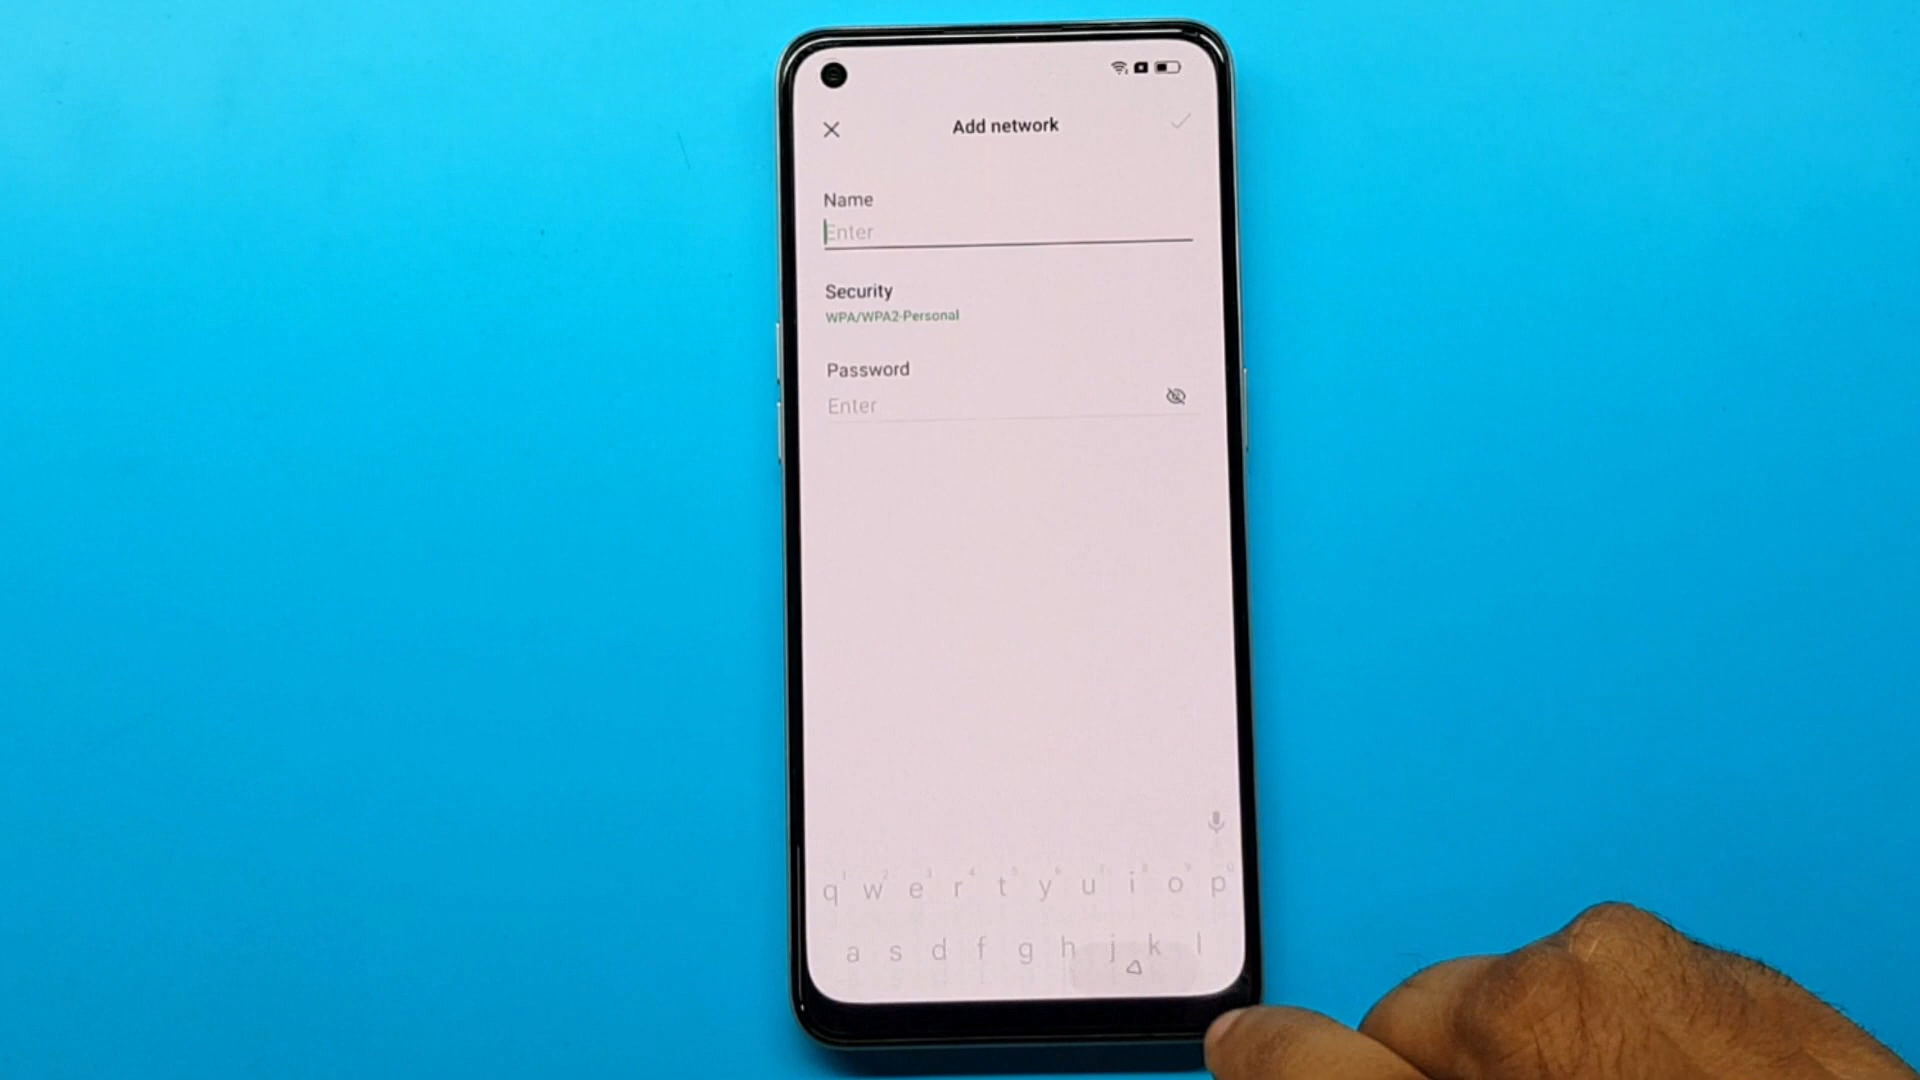 Add network
Name
Enter
Security
WPA/WPA2-Personal
Password
Enter
q w e r t y u i o p
a s d f g h j k l